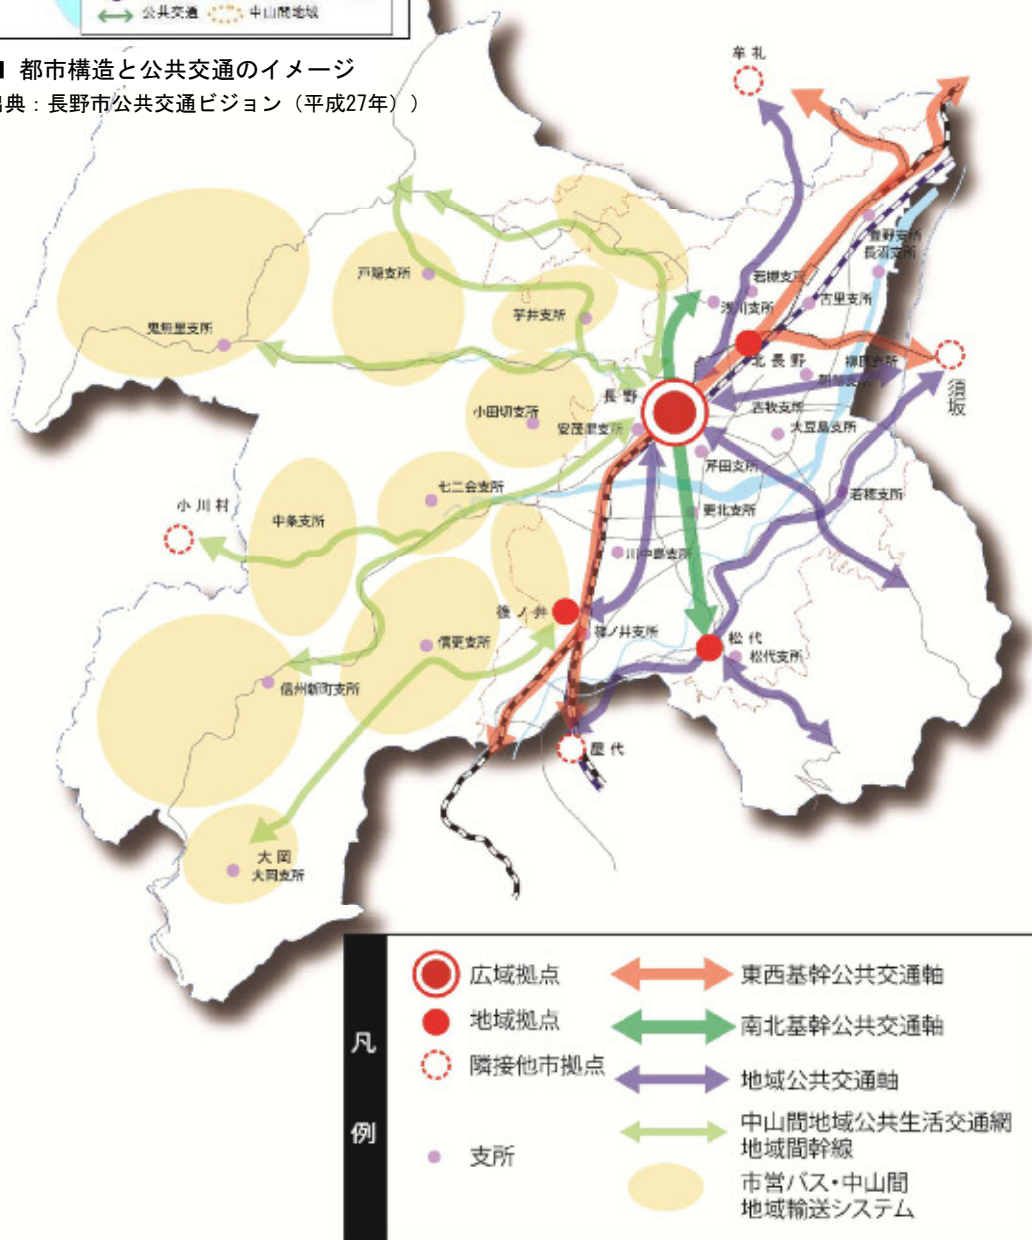 公共交通 中山間地域
都市構造と公共交通のイメージ
典：長野市公共交通ビジョン（平成27年））
牟礼
豊野支所
長沼支所
若槻支所
浅川支所
古里支所
戸隠支所
芋井支所
鬼無里支所
北長野
柳原支所
須坂
長野
古牧支所
小田切支所
安茂里支所
大豆島支所
芹田支所
七二会支所
若穂支所
小川村
中条支所
更北支所
川中島支所
篠ノ井
篠ノ井支所
信更支所
松代
松代支所
信州新町支所
屋代
大岡
大岡支所
凡例
広域拠点
地域拠点
隣接他市拠点
支所
東西基幹公共交通軸
南北基幹公共交通軸
地域公共交通軸
中山間地域公共生活交通網
地域間幹線
市営バス・中山間
地域輸送システム